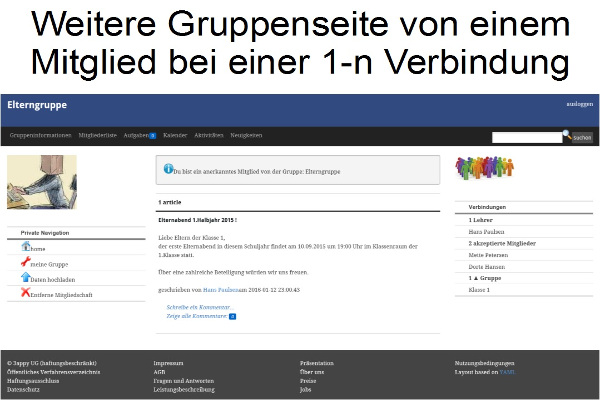 Weitere Gruppenseite von einem
Mitglied bei einer 1-n Verbindung
Elterngruppe
ausloggen
Gruppeninformationen Mitgliederliste Aufgaben Kalender Aktivitäten Neuigkeiten
suchen
Du bist ein anerkanntes Mitglied von der Gruppe: Elterngruppe
Private Navigation
home
meine Gruppe
Daten hochladen
Entferne Mitgliedschaft
1 article
Elternabend 1.Halbjahr 2015 !
Liebe Eltern der Klasse 1,
der erste Elternabend in diesem Schuljahr findet am 10.09.2015 um 19:00 Uhr im Klassenraum der
1.Klasse statt.
Über eine zahlreiche Beteiligung würden wir uns freuen.
geschrieben von Hans Paulsen am 2016-01-12 23:00:43
Schreibe ein Kommentar
Zeige alle Kommentare:
Verbindungen
1 Lehrer
Hans Paulsen
2 akzeptierte Mitglieder
Mette Petersen
Dorte Hansen
1 ▲ Gruppe
Klasse 1
© Jappy UG (haftungsbeschränkt)
Öffentliches Verfahrensverzeichnis
Haftungsausschluss
Datenschutz
Impressum
AGB
Fragen und Antworten
Leistungsbeschreibung
Präsentation
Über uns
Preise
Jobs
Nutzungsbedingungen
Layout based on YAML